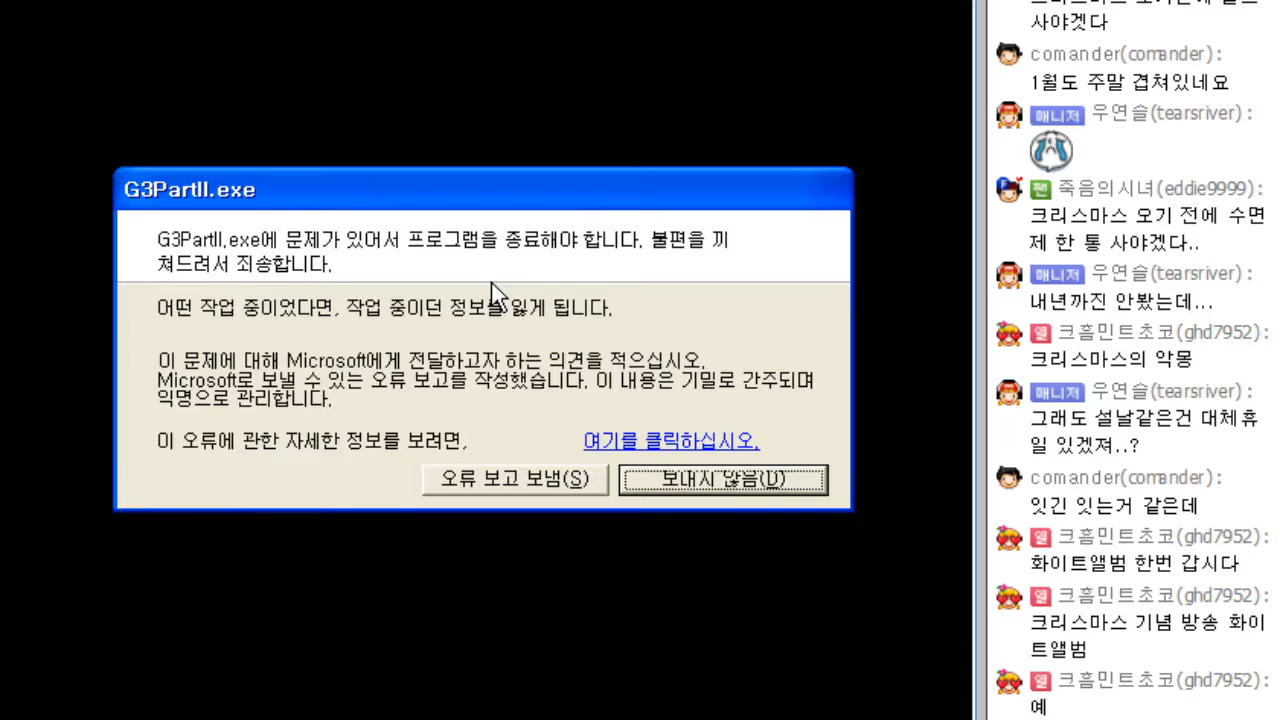 G3PartII.exe
G3PartII.exe에 문제가 있어서 프로그램을 종료해야 합니다. 불편을 끼
쳐드려서 죄송합니다.
어떤 작업 중이었다면, 작업 중이던 정보를 잃게 됩니다.
이 문제에 대해 Microsoft에게 전달하고자 하는 의견을 적으십시오.
Microsoft로 보낼 수 있는 오류 보고를 작성했습니다. 이 내용은 기밀로 간주되며
익명으로 관리합니다.
이 오류에 관한 자세한 정보를 보려면,
여기를 클릭하십시오.
오류 보고 보냄(S)
보내지 않음(D)
사야겟다
comander(comander) :
1월도 주말 겹쳐있네요
매니저 우연슬(tearsriver) :
팬 죽음의시녀(eddie9999) :
크리스마스 오기 전에 수면
제 한 통 사야겠다..
매니저 우연슬(tearsriver) :
내년까진 안봤는데...
열 크흠민트초코(ghd7952) :
크리스마스의 악몽
매니저 우연슬(tearsriver) :
그래도 설날같은건 대체휴
일 있겠져..?
comander(comander) :
잇긴 잇는거 같은데
열 크흠민트초코(ghd7952) :
화이트앨범 한번 갑시다
열 크흠민트초코(ghd7952) :
크리스마스 기념 방송 화이
트앨범
열 크흠민트초코(ghd7952) :
예